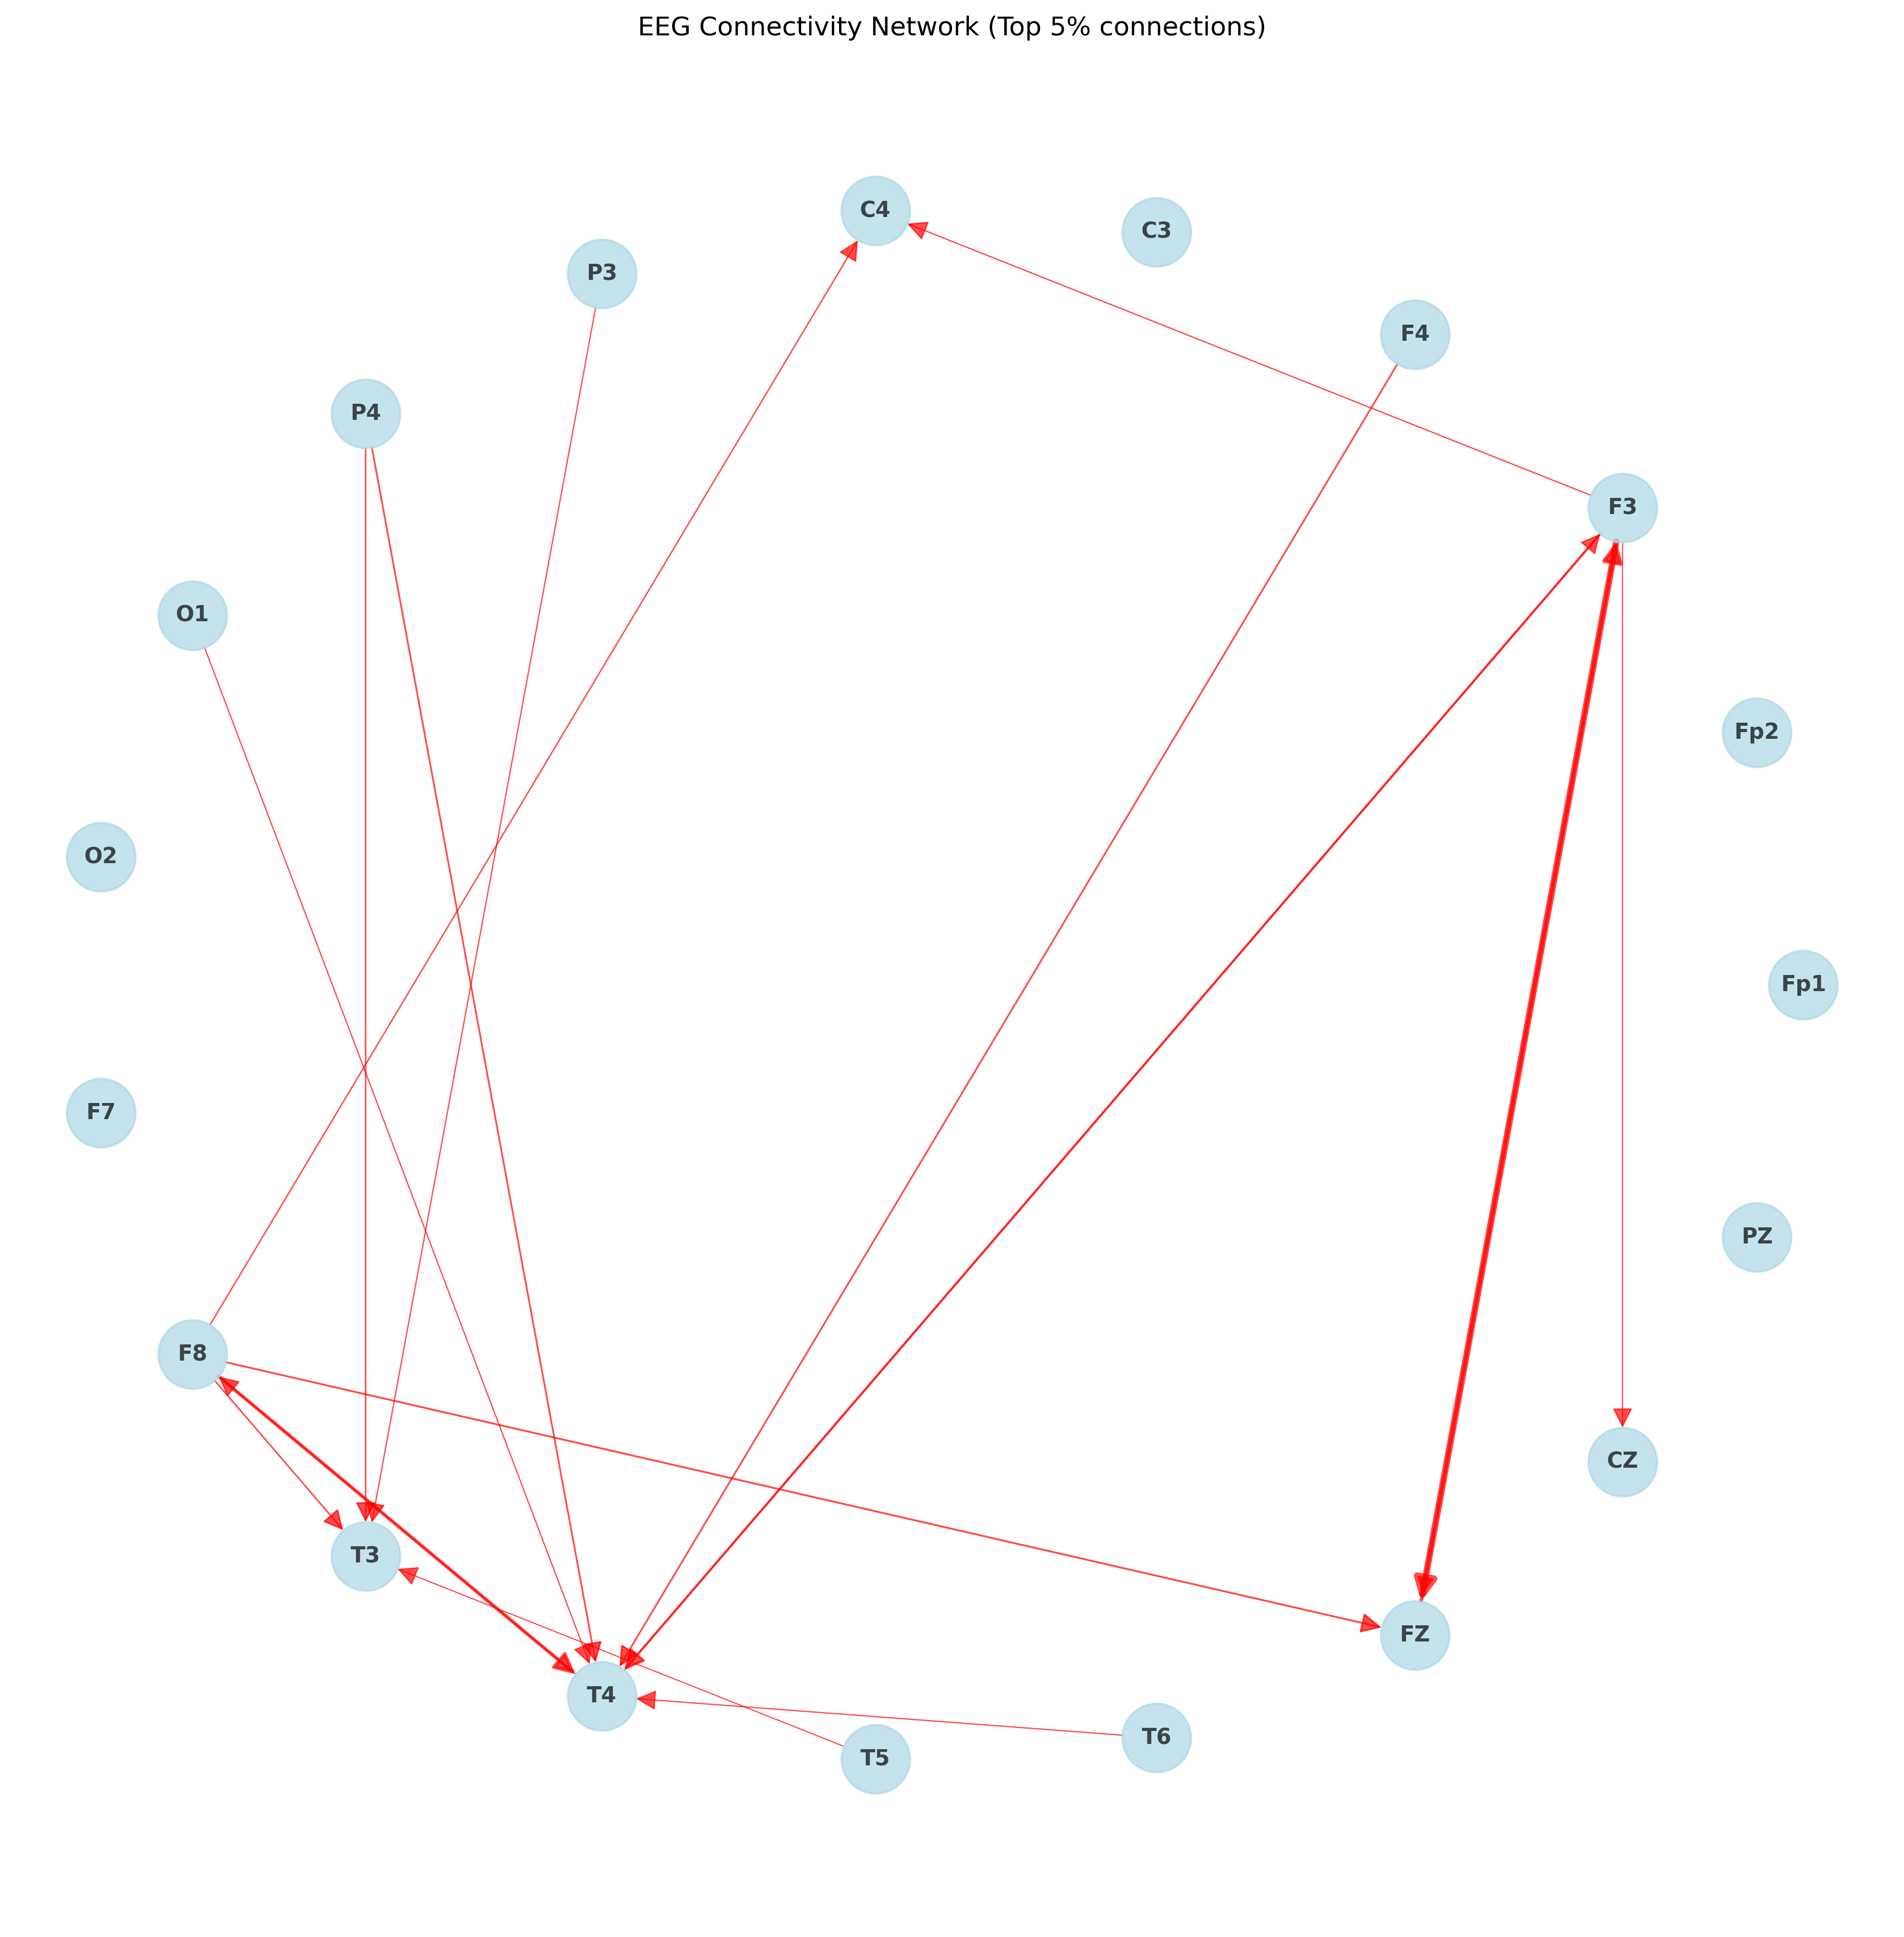 EEG Connectivity Network (Top 5% connections)
C4
C3
P3
F4
P4
F3
O1
Fp2
O2
Fp1
F7
PZ
F8
CZ
T3
FZ
T4
T6
T5